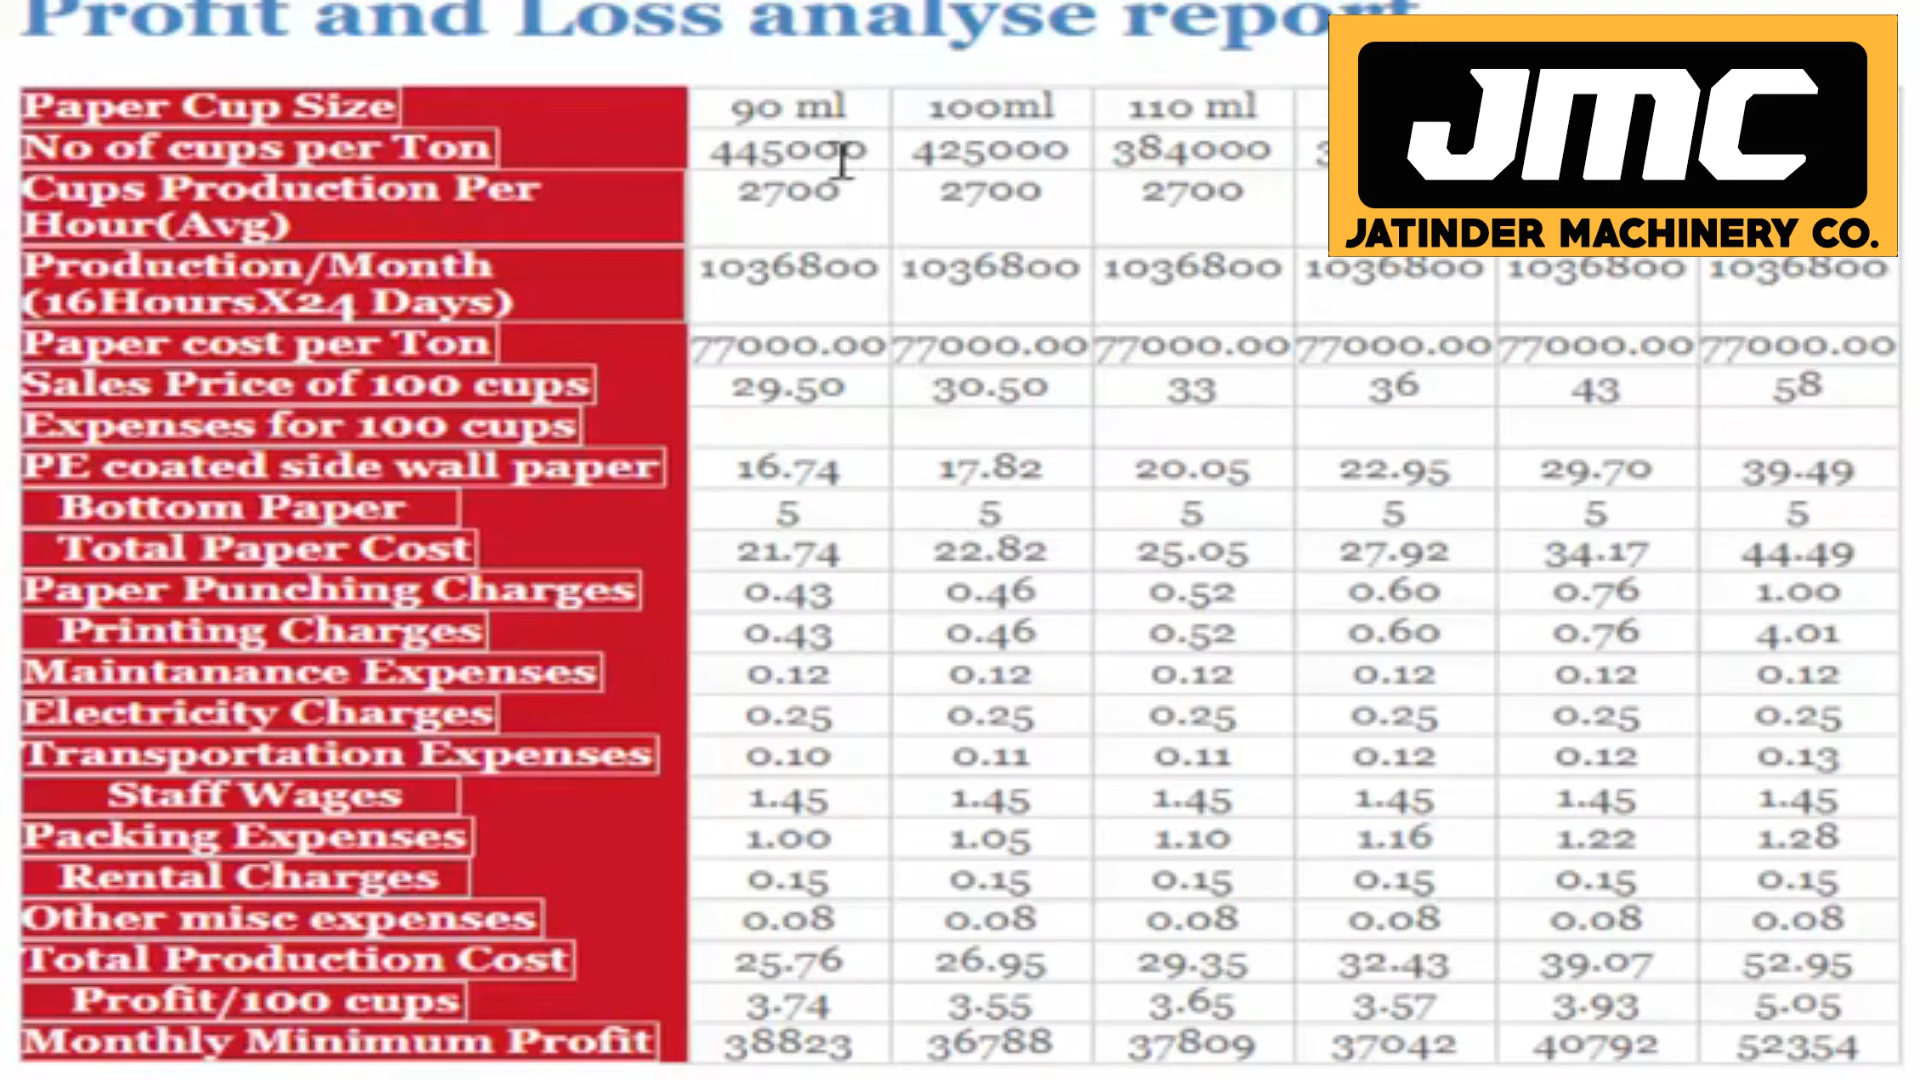 Profit and Loss analyse report
JMC
JATINDER MACHINERY CO.
Paper Cup Size 90 ml 100ml 110 ml
No of cups per Ton 445000 425000 384000
Cups Production Per 2700 2700 2700
Hour(Avg)
Production/Month 1036800 1036800 1036800 1036800 1036800 1036800
(16HoursX24 Days)
Paper cost per Ton 77000.00 77000.00 77000.00 77000.00 77000.00 77000.00
Sales Price of 100 cups 29.50 30.50 33 36 43 58
Expenses for 100 cups
PE coated side wall paper 16.74 17.82 20.05 22.95 29.70 39.49
Bottom Paper 5 5 5 5 5 5
Total Paper Cost 21.74 22.82 25.05 27.92 34.17 44.49
Paper Punching Charges 0.43 0.46 0.52 0.60 0.76 1.00
Printing Charges 0.43 0.46 0.52 0.60 0.76 4.01
Maintanance Expenses 0.12 0.12 0.12 0.12 0.12 0.12
Electricity Charges 0.25 0.25 0.25 0.25 0.25 0.25
Transportation Expenses 0.10 0.11 0.11 0.12 0.12 0.13
Staff Wages 1.45 1.45 1.45 1.45 1.45 1.45
Packing Expenses 1.00 1.05 1.10 1.16 1.22 1.28
Rental Charges 0.15 0.15 0.15 0.15 0.15 0.15
Other misc expenses 0.08 0.08 0.08 0.08 0.08 0.08
Total Production Cost 25.76 26.95 29.35 32.43 39.07 52.95
Profit/100 cups 3.74 3.55 3.65 3.57 3.93 5.05
Monthly Minimum Profit 38823 36788 37809 37042 40792 52354